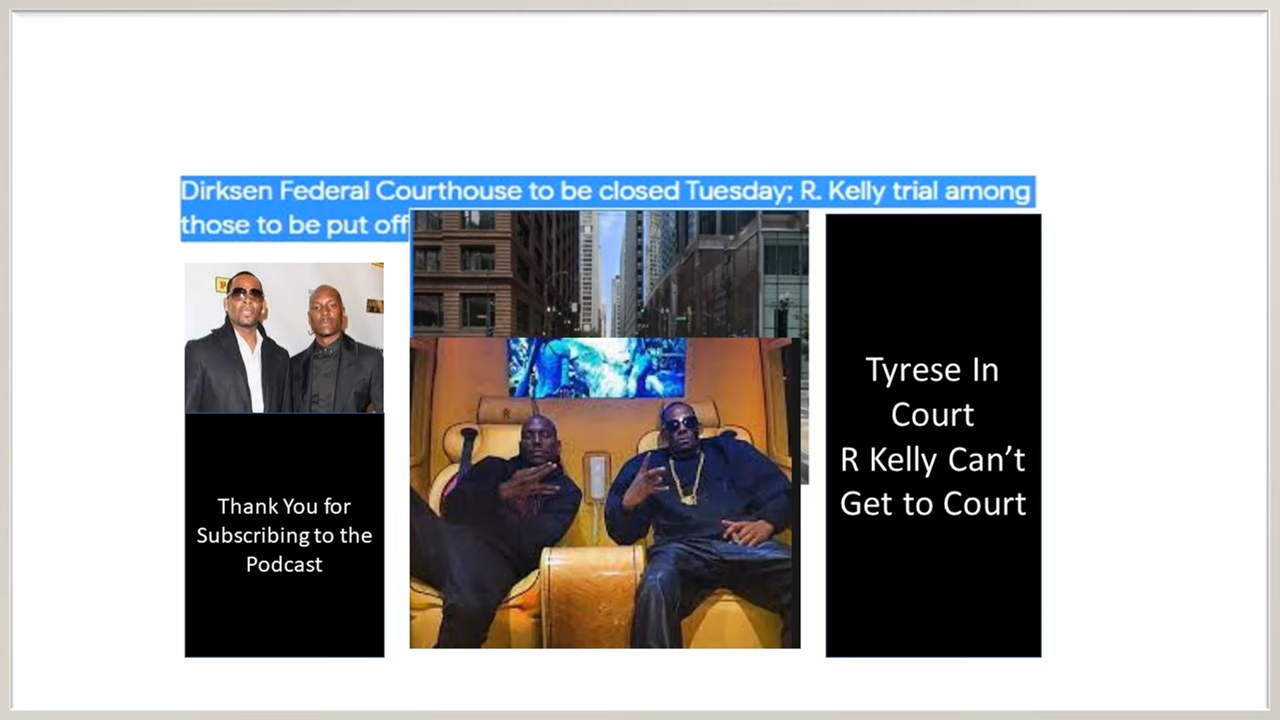 Dirksen Federal Courthouse to be closed Tuesday; R. Kelly trial among
those to be put off
Thank You for
Subscribing to the
Podcast
R
Tyrese In
Court
R Kelly Can’t
Get to Court